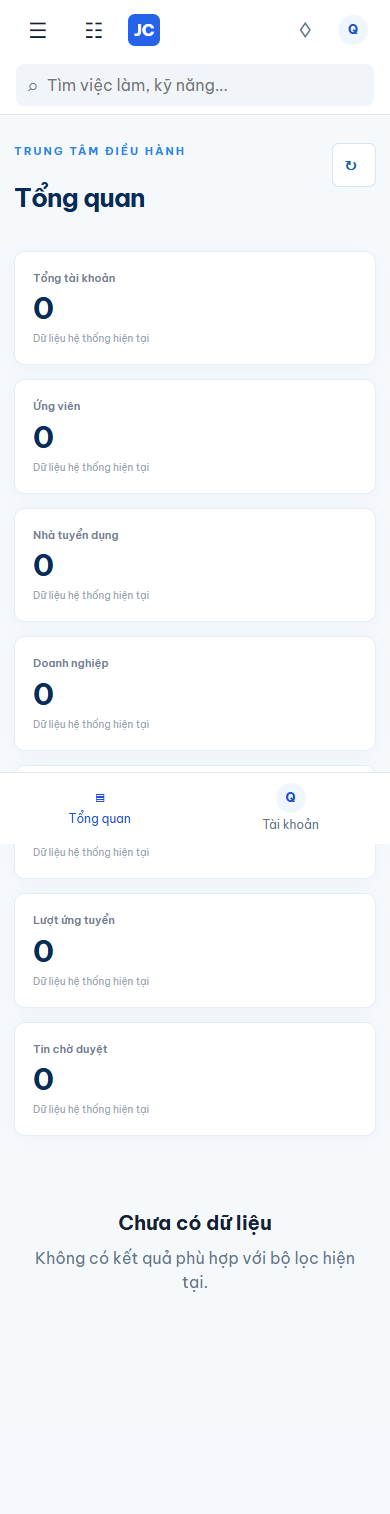 JC
Q
Tìm việc làm, kỹ năng...
TRUNG TÂM ĐIỀU HÀNH
Tổng quan
Tổng tài khoản
0
Dữ liệu hệ thống hiện tại
Ứng viên
0
Dữ liệu hệ thống hiện tại
Nhà tuyển dụng
0
Dữ liệu hệ thống hiện tại
Doanh nghiệp
0
Dữ liệu hệ thống hiện tại
Tổng quan
Q
Tài khoản
Dữ liệu hệ thống hiện tại
Lượt ứng tuyển
0
Dữ liệu hệ thống hiện tại
Tin chờ duyệt
0
Dữ liệu hệ thống hiện tại
Chưa có dữ liệu
Không có kết quả phù hợp với bộ lọc hiện
tại.